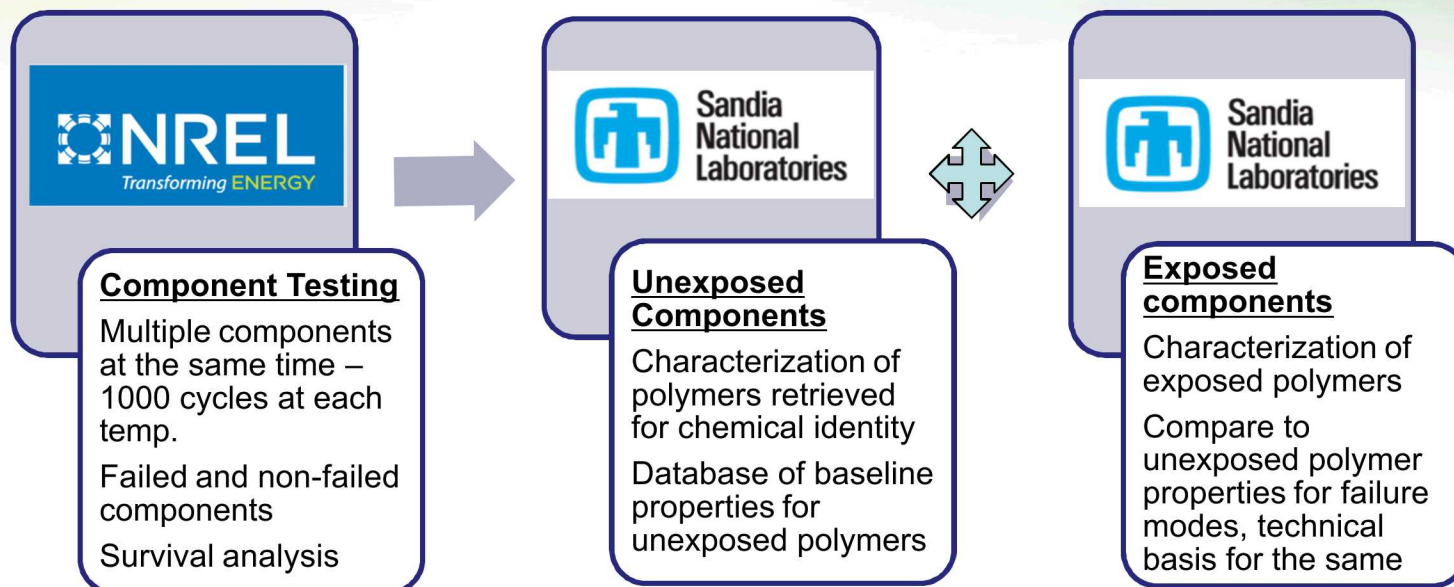 NREL
Transforming ENERGY
Component Testing
Multiple components
at the same time –
1000 cycles at each
temp.
Failed and non-failed
components
Survival analysis
Sandia
National
Laboratories
Unexposed
Components
Characterization of
polymers retrieved
for chemical identity
Database of baseline
properties for
unexposed polymers
Sandia
National
Laboratories
Exposed
components
Characterization of
exposed polymers
Compare to
unexposed polymer
properties for failure
modes, technical
basis for the same